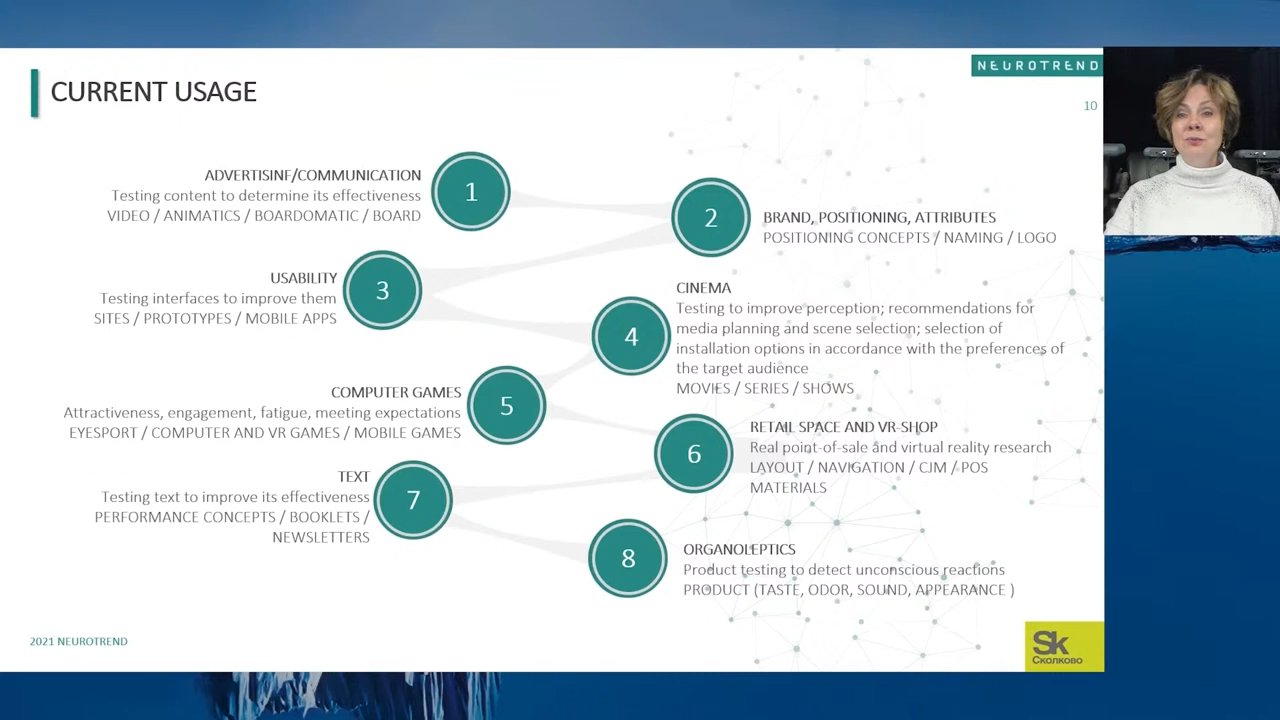 CURRENT USAGE
NEUROTREND
10
ADVERTISINF/COMMUNICATION
Testing content to determine its effectiveness
VIDEO / ANIMATICS / BOARDOMATIC / BOARD
1
2
BRAND, POSITIONING, ATTRIBUTES
POSITIONING CONCEPTS / NAMING / LOGO
USABILITY
Testing interfaces to improve them
SITES / PROTOTYPES / MOBILE APPS
3
4
CINEMA
Testing to improve perception; recommendations for
media planning and scene selection; selection of
installation options in accordance with the preferences of
the target audience
MOVIES / SERIES / SHOWS
COMPUTER GAMES
Attractiveness, engagement, fatigue, meeting expectations
EYESPORT / COMPUTER AND VR GAMES / MOBILE GAMES
5
6
RETAIL SPACE AND VR-SHOP
Real point-of-sale and virtual reality research
LAYOUT / NAVIGATION / CJM / POS
MATERIALS
TEXT
Testing text to improve its effectiveness
PERFORMANCE CONCEPTS / BOOKLETS /
NEWSLETTERS
7
8
ORGANOLEPTICS
Product testing to detect unconscious reactions
PRODUCT (TASTE, ODOR, SOUND, APPEARANCE )
2021 NEUROTREND
Sk
Сколково